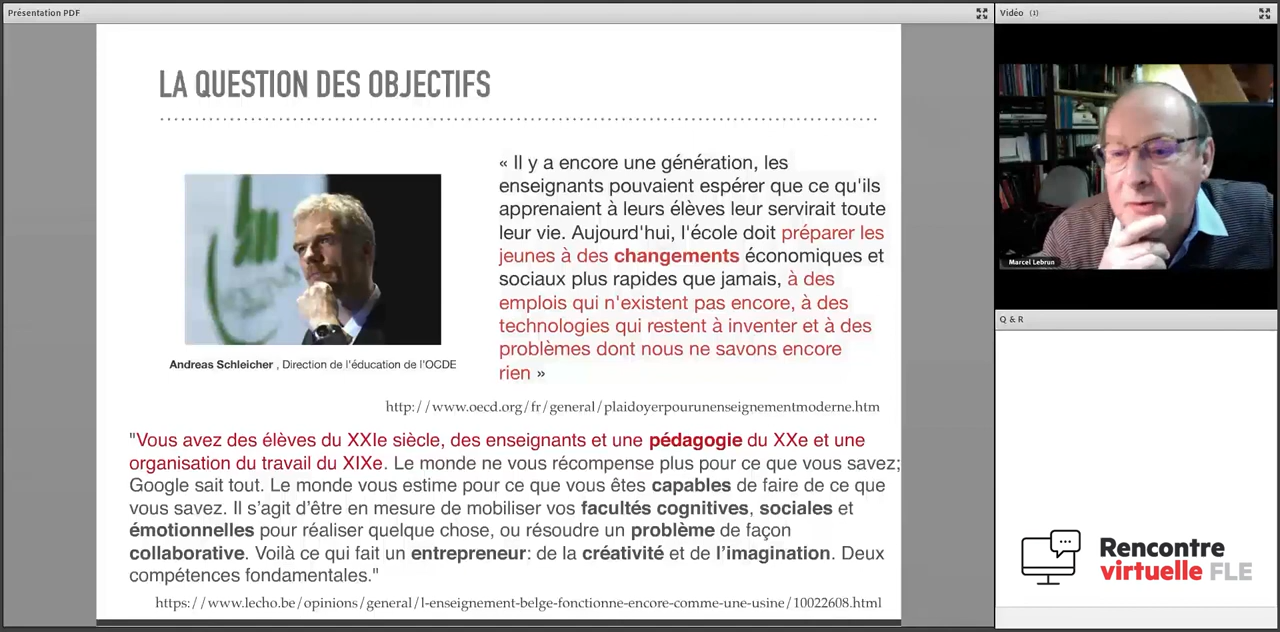 Présentation PDF
LA QUESTION DES OBJECTIFS
Andreas Schleicher , Direction de l'éducation de l'OCDE
« Il y a encore une génération, les
enseignants pouvaient espérer que ce qu'ils
apprenaient à leurs élèves leur servirait toute
leur vie. Aujourd'hui, l'école doit préparer les
jeunes à des changements économiques et
sociaux plus rapides que jamais, à des
emplois qui n'existent pas encore, à des
technologies qui restent à inventer et à des
problèmes dont nous ne savons encore
rien »
http://www.oecd.org/fr/general/plaidoyerpourunenseignementmoderne.htm
"Vous avez des élèves du XXIe siècle, des enseignants et une pédagogie du XXe et une
organisation du travail du XIXe. Le monde ne vous récompense plus pour ce que vous savez;
Google sait tout. Le monde vous estime pour ce que vous êtes capables de faire de ce que
vous savez. Il s'agit d'être en mesure de mobiliser vos facultés cognitives, sociales et
émotionnelles pour réaliser quelque chose, ou résoudre un problème de façon
collaborative. Voilà ce qui fait un entrepreneur: de la créativité et de l'imagination. Deux
compétences fondamentales."
https://www.lecho.be/opinions/general/l-enseignement-belge-fonctionne-encore-comme-une-usine/10022608.html
Vidéo (1)
Marcel Lebrun
Q & R
Rencontre
virtuelle FLE